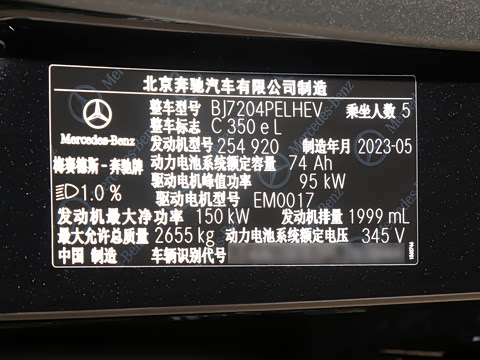 北京奔驰汽车有限公司制造
整车型号 BJ7204PELHEV 乘坐人数 5
整车标志 C 350 e L
Mercedes-Benz 发动机型号 254 920 制造年月 2023-05
梅赛德斯-奔驰牌 动力电池系统额定容量 74 Ah
驱动电机峰值功率 95 kW
1.0 % 驱动电机型号 EM0017
发动机最大净功率 150 kW 发动机排量 1999 mL
最大允许总质量 2655 kg 动力电池系统额定电压 345 V
中国 制造 车辆识别代号